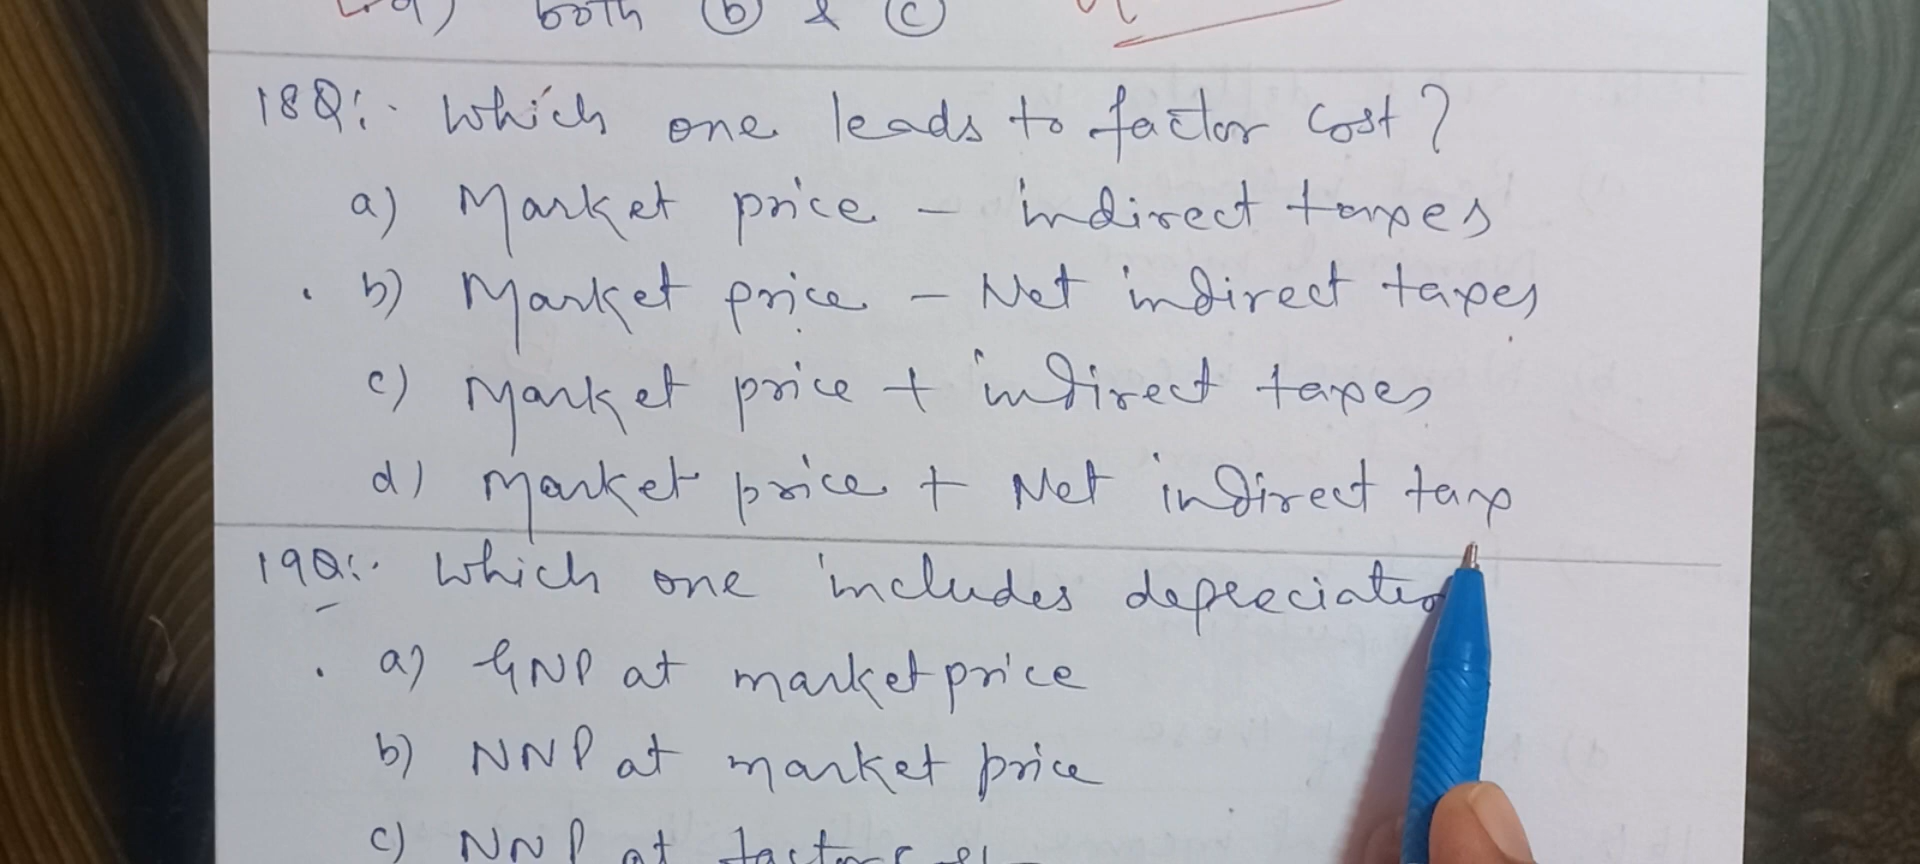 d) both (b) & (c)
18Q:- Which one leads to factor cost?
a) Market price - indirect taxes
b) Market price - Net indirect taxes
c) Market price + indirect taxes
d) Market price + Net indirect tax
19Q:- Which one includes depreciatio
a) GNP at market price
b) NNP at market price
c) NNP at factor